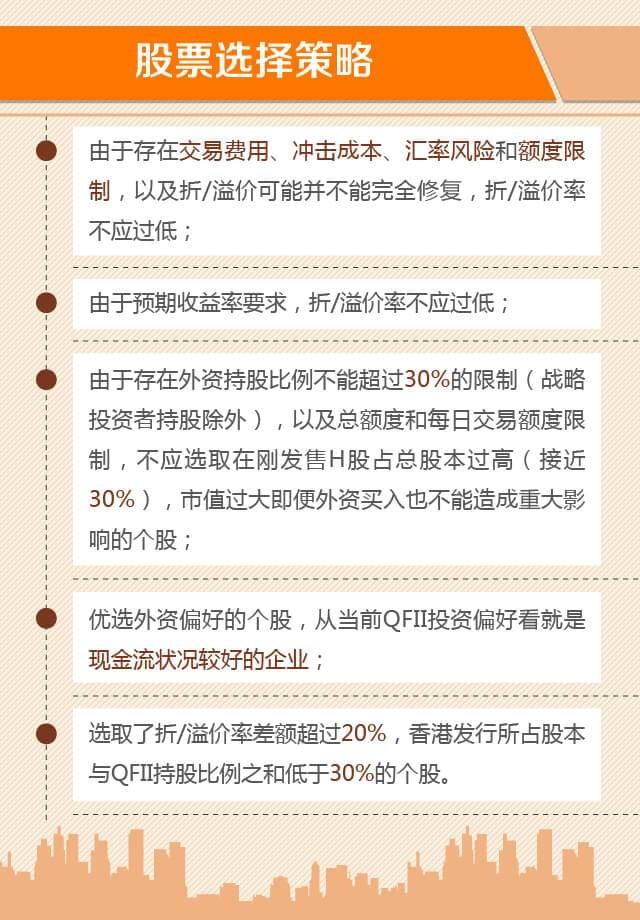 股票选择策略
由于存在交易费用、冲击成本、汇率风险和额度限
制，以及折/溢价可能并不能完全修复，折/溢价率
不应过低；
由于预期收益率要求，折/溢价率不应过低；
由于存在外资持股比例不能超过30%的限制（战略
投资者持股除外），以及总额度和每日交易额度限
制，不应选取在刚发售H股占总股本过高（接近
30%），市值过大即便外资买入也不能造成重大影
响的个股；
优选外资偏好的个股，从当前QFII投资偏好看就是
现金流状况较好的企业；
选取了折/溢价率差额超过20%，香港发行所占股本
与QFII持股比例之和低于30%的个股。